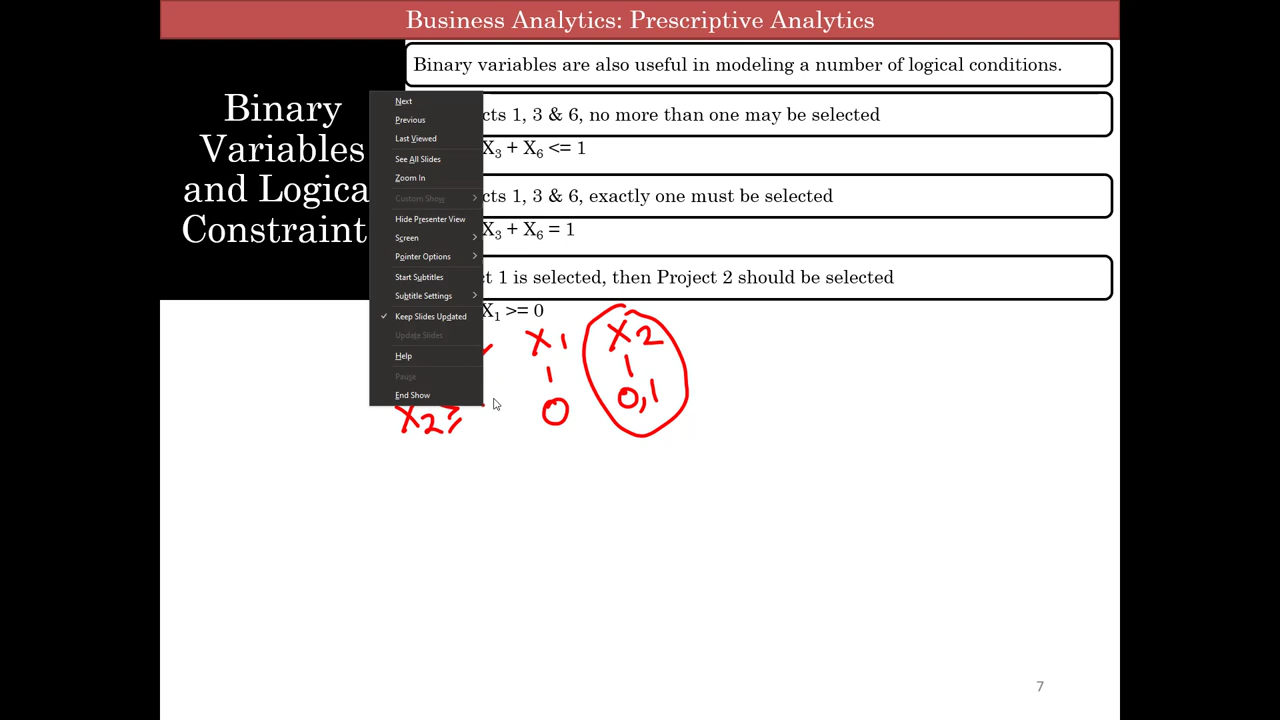 Business Analytics: Prescriptive Analytics
Binary variables are also useful in modeling a number of logical conditions.
Binary
Variables
and Logica
Constraint
Next
Previous
Last Viewed
See All Slides
Zoom In
Custom Show
Hide Presenter View
Screen
Pointer Options
Start Subtitles
Subtitle Settings
Keep Slides Updated
Update Slides
Help
Pause
End Show
cts 1, 3 & 6, no more than one may be selected
X3 + X6 <= 1
cts 1, 3 & 6, exactly one must be selected
X3 + X6 = 1
ct 1 is selected, then Project 2 should be selected
X1 >= 0
X1 X2
1 1
0 0,1
X2
7